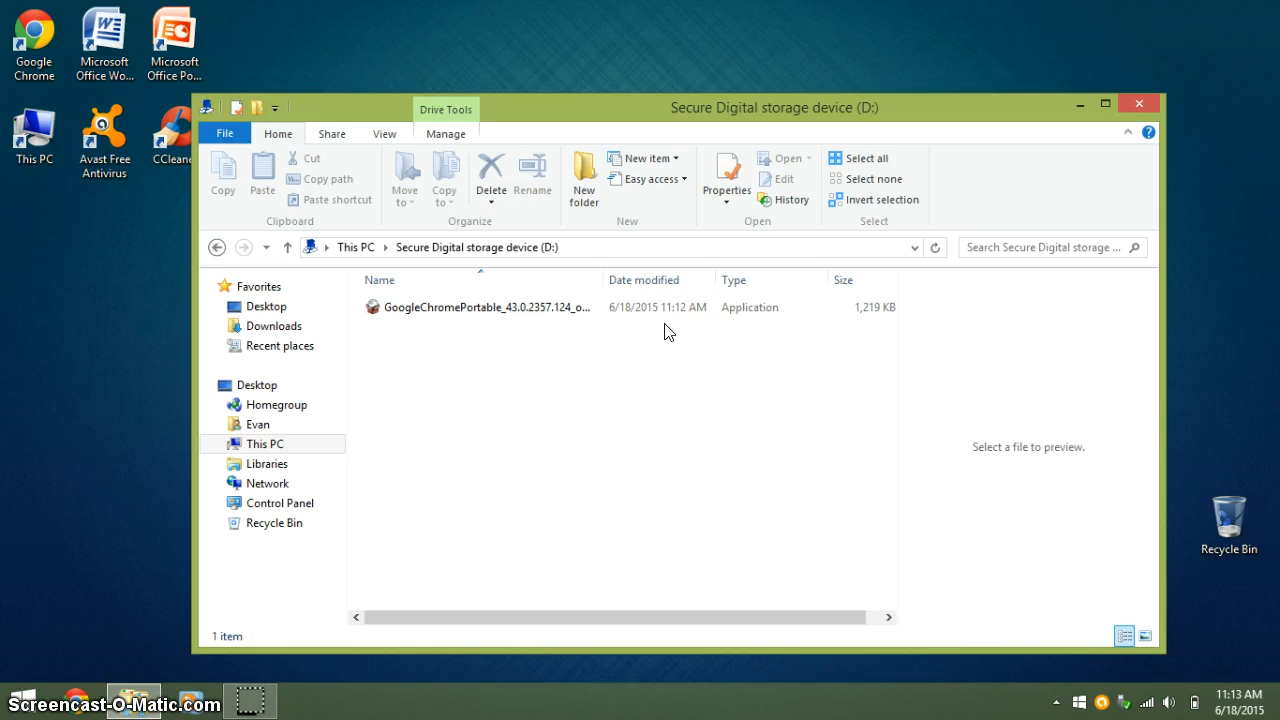 Google
Chrome
Microsoft
Office Wo...
Microsoft
Office Po...
This PC
Avast Free
Antivirus
CCleane
Drive Tools
Secure Digital storage device (D:)
File
Home
Share
View
Manage
Copy
Paste
Cut
Copy path
Paste shortcut
Clipboard
Move
to
Copy
to
Delete
Rename
Organize
New
folder
New item
Easy access
New
Properties
Open
Edit
History
Open
Select all
Select none
Invert selection
Select
This PC
Secure Digital storage device (D:)
Search Secure Digital storage ...
Favorites
Desktop
Downloads
Recent places
Desktop
Homegroup
Evan
This PC
Libraries
Network
Control Panel
Recycle Bin
Name
Date modified
Type
Size
GoogleChromePortable_43.0.2357.124_o...
6/18/2015 11:12 AM
Application
1,219 KB
Select a file to preview.
1 item
Recycle Bin
Screencast-O-Matic.com
11:13 AM
6/18/2015